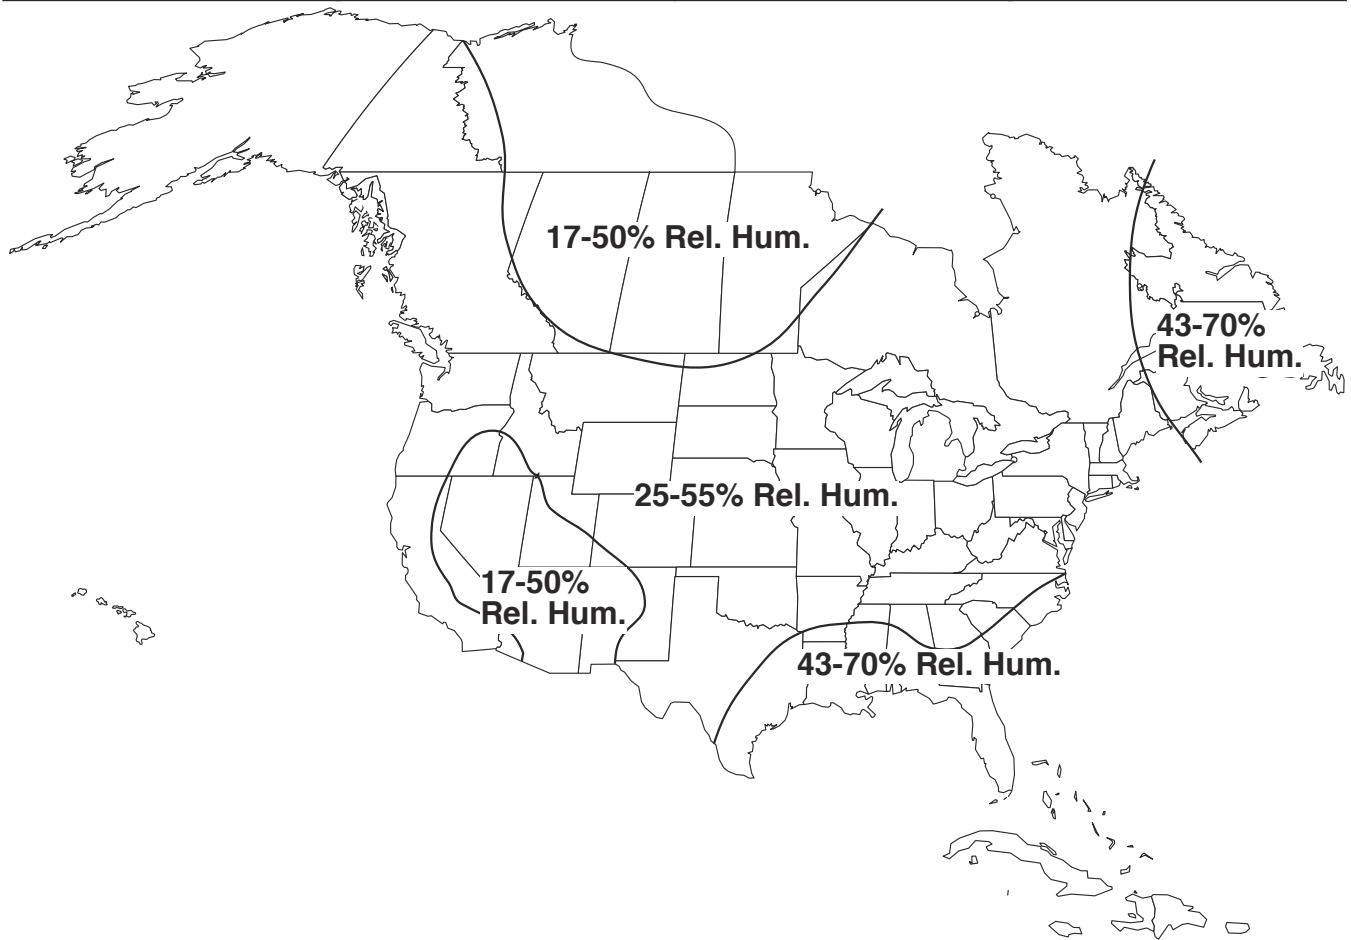 17-50% Rel. Hum.
43-70%
Rel. Hum.
25-55% Rel. Hum.
17-50%
Rel. Hum.
43-70% Rel. Hum.